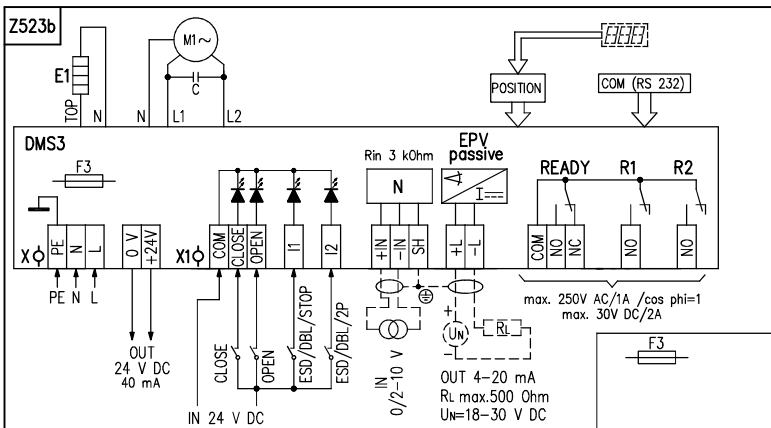 Z523b
M1~
E1
C
POSITION
COM (RS 232)
TOP
N
N
L1
L2
DMS3
F3
Rin 3 kOhm
N
EPV
passive
I
READY
R1
R2
X
PE
N
L
0 V
+24V
X1
COM
CLOSE
OPEN
I1
I2
+IN
-IN
SH
+L
-L
COM
NO
NC
NO
NO
PE N L
OUT
24 V DC
40 mA
CLOSE
OPEN
ESD/DBL/STOP
ESD/DBL/2P
IN 24 V DC
IN
0/2-10 V
+
UN
-
RL
OUT 4-20 mA
RL max.500 Ohm
UN=18-30 V DC
max. 250V AC/1A /cos phi=1
max. 30V DC/2A
F3